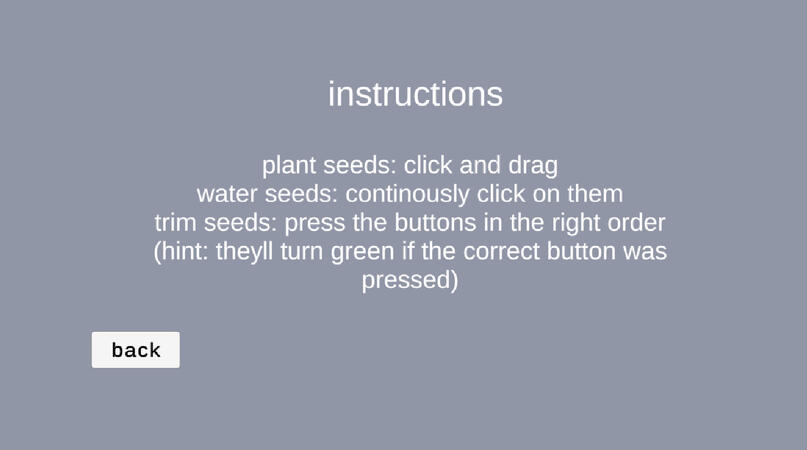 instructions
plant seeds: click and drag
water seeds: continously click on them
trim seeds: press the buttons in the right order
(hint: theyll turn green if the correct button was
pressed)
back